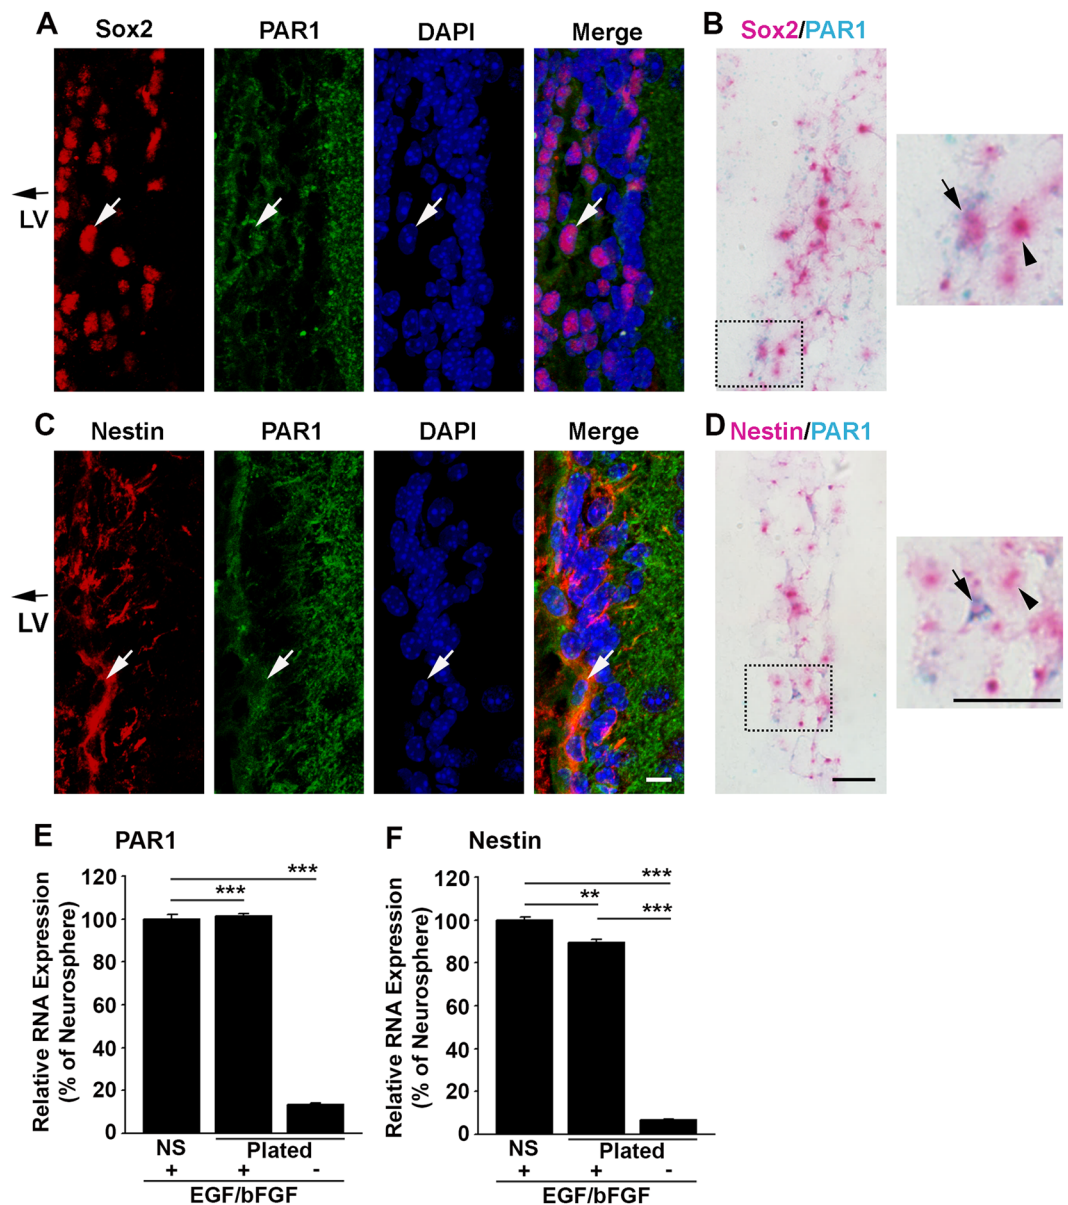 A Sox2 PAR1 DAPI Merge B Sox2/PAR1
LV
C Nestin PAR1 DAPI Merge D Nestin/PAR1
LV
E PAR1
Relative RNA Expression
(% of Neurosphere)
120
100
80
60
40
20
0
***
***
NS Plated
+ + -
EGF/bFGF
F Nestin
Relative RNA Expression
(% of Neurosphere)
120
100
80
60
40
20
0
***
**
***
NS Plated
+ + -
EGF/bFGF